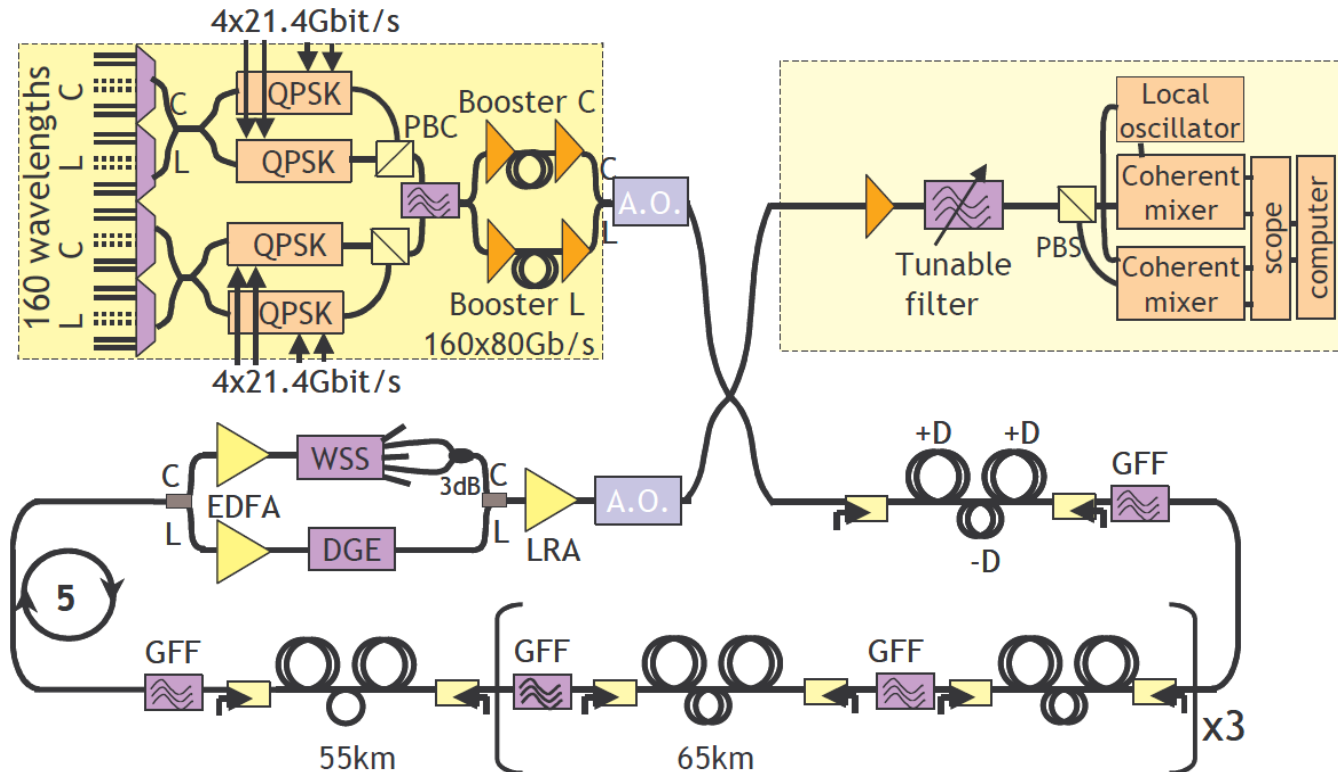 4x21.4Gbit/s
160 wavelengths
C
L
C
L
C
L
QPSK
QPSK
QPSK
QPSK
PBC
Booster C
Booster L
160x80Gb/s
C
L
A.O.
4x21.4Gbit/s
Tunable
filter
PBS
Local
oscillator
Coherent
mixer
Coherent
mixer
scope
computer
C
L
EDFA
WSS
3dB
DGE
C
L
LRA
A.O.
+D
+D
-D
GFF
5
GFF
55km
GFF
65km
GFF
x3